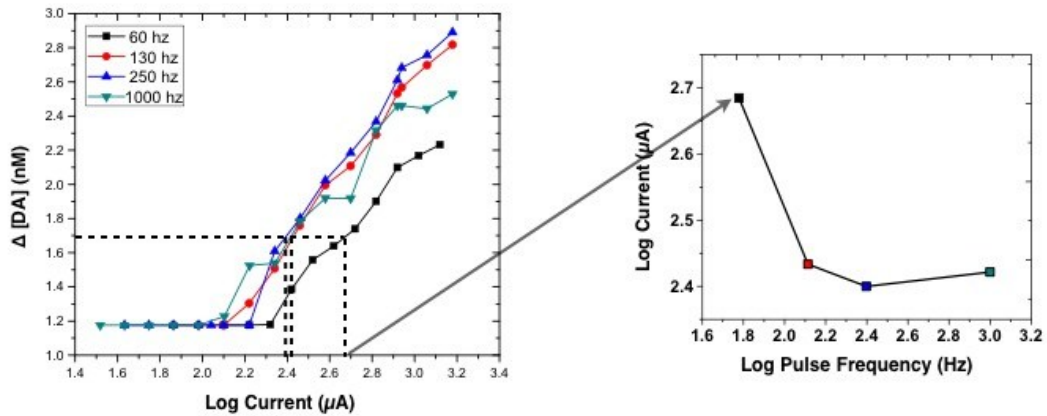 3.0
2.8
2.6
2.4
2.2
2.0
1.8
1.6
1.4
1.2
1.0
Δ [DA] (nM)
60 hz
130 hz
250 hz
1000 hz
1.4 1.6 1.8 2.0 2.2 2.4 2.6 2.8 3.0 3.2 3.4
Log Current (µA)
2.7
2.6
2.5
2.4
Log Current (µA)
1.6 1.8 2.0 2.2 2.4 2.6 2.8 3.0 3.2
Log Pulse Frequency (Hz)